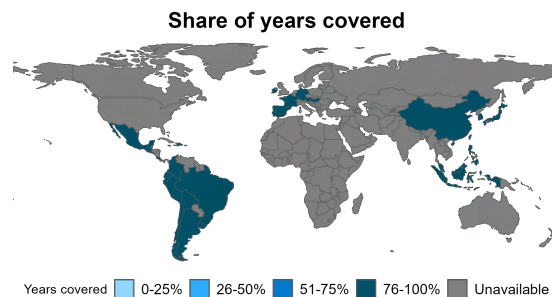 Share of years covered
Years covered 0-25% 26-50% 51-75% 76-100% Unavailable